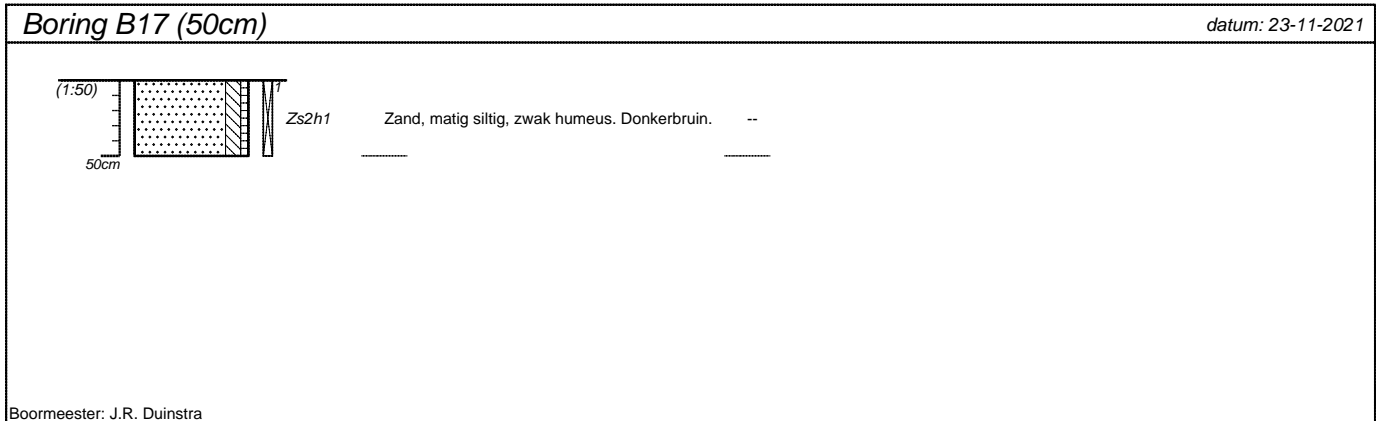 Boring B17 (50cm)
datum: 23-11-2021
(1:50)
1
Zs2h1
Zand, matig siltig, zwak humeus. Donkerbruin.
--
50cm
Boormeester: J.R. Duinstra